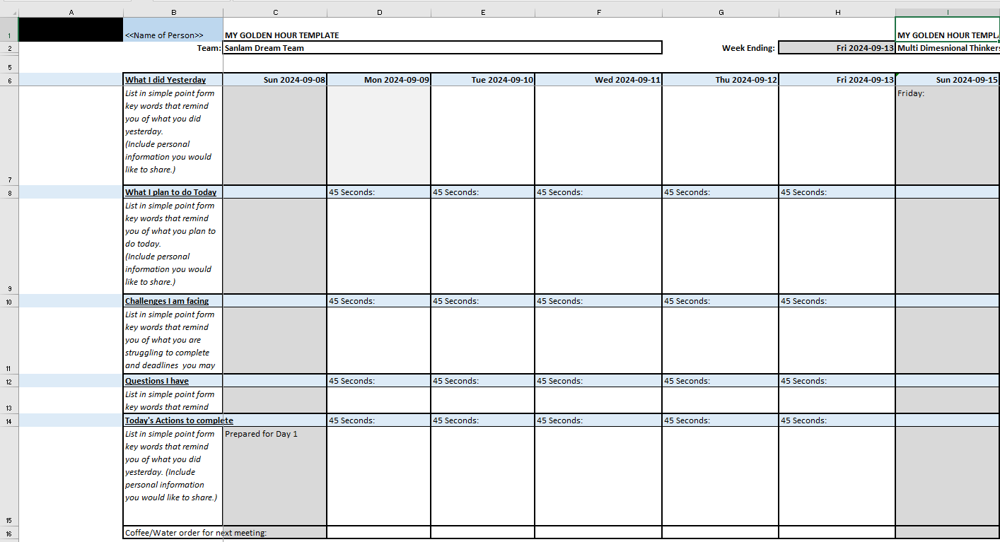 A B C D E F G H I
1 <<Name of Person>> MY GOLDEN HOUR TEMPLATE MY GOLDEN HOUR TEMPL
2 Team: Sanlam Dream Team Week Ending: Fri 2024-09-13 Multi Dimesnional Thinkers
5
6 What I did Yesterday Sun 2024-09-08 Mon 2024-09-09 Tue 2024-09-10 Wed 2024-09-11 Thu 2024-09-12 Fri 2024-09-13 Sun 2024-09-15
List in simple point form Friday:
key words that remind
you of what you did
yesterday.
(Include personal
information you would
like to share.)
7
8 What I plan to do Today 45 Seconds: 45 Seconds: 45 Seconds: 45 Seconds: 45 Seconds:
List in simple point form
key words that remind
you of what you plan to
do today.
(Include personal
information you would
like to share.)
9
10 Challenges I am facing 45 Seconds: 45 Seconds: 45 Seconds: 45 Seconds: 45 Seconds:
List in simple point form
key words that remind
you of what you are
struggling to complete
and deadlines you may
11
12 Questions I have 45 Seconds: 45 Seconds: 45 Seconds: 45 Seconds: 45 Seconds:
List in simple point form
13 key words that remind
14 Today's Actions to complete 45 Seconds: 45 Seconds: 45 Seconds: 45 Seconds: 45 Seconds:
List in simple point form Prepared for Day 1
key words that remind
you of what you did
yesterday. (Include
personal information
you would like to share.)
15
16 Coffee/Water order for next meeting: